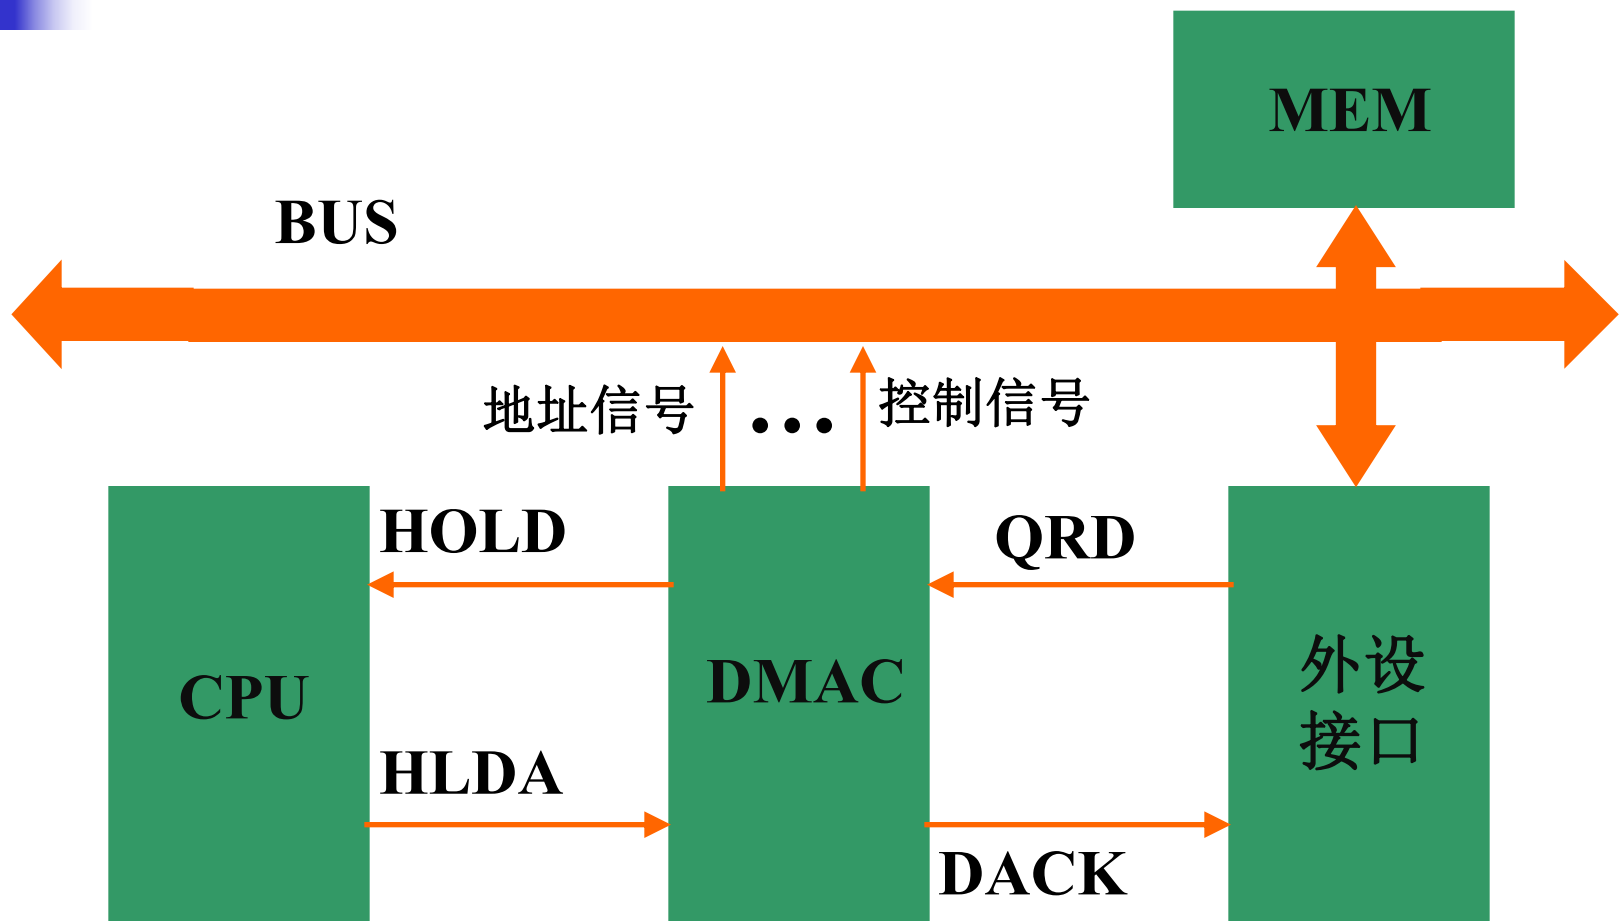 MEM
BUS
地址信号
...
控制信号
HOLD
QRD
CPU
DMAC
外设
接口
HLDA
DACK